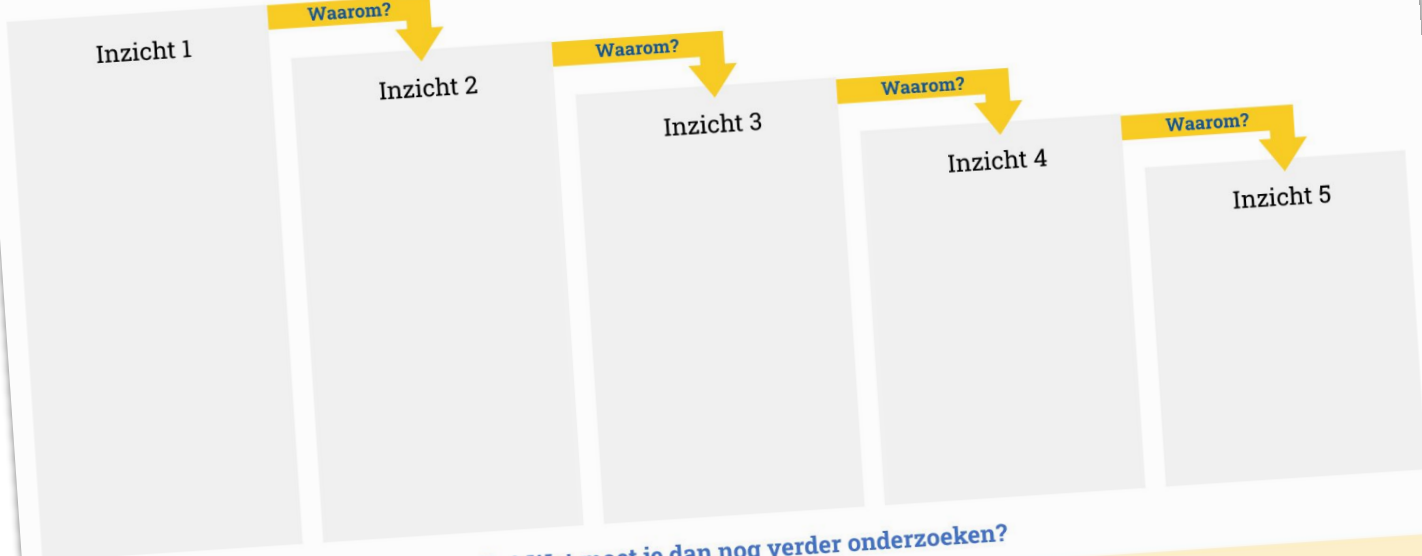 Inzicht 1
Waarom?
Inzicht 2
Waarom?
Inzicht 3
Waarom?
Inzicht 4
Waarom?
Inzicht 5
je dan nog verder onderzoeken?